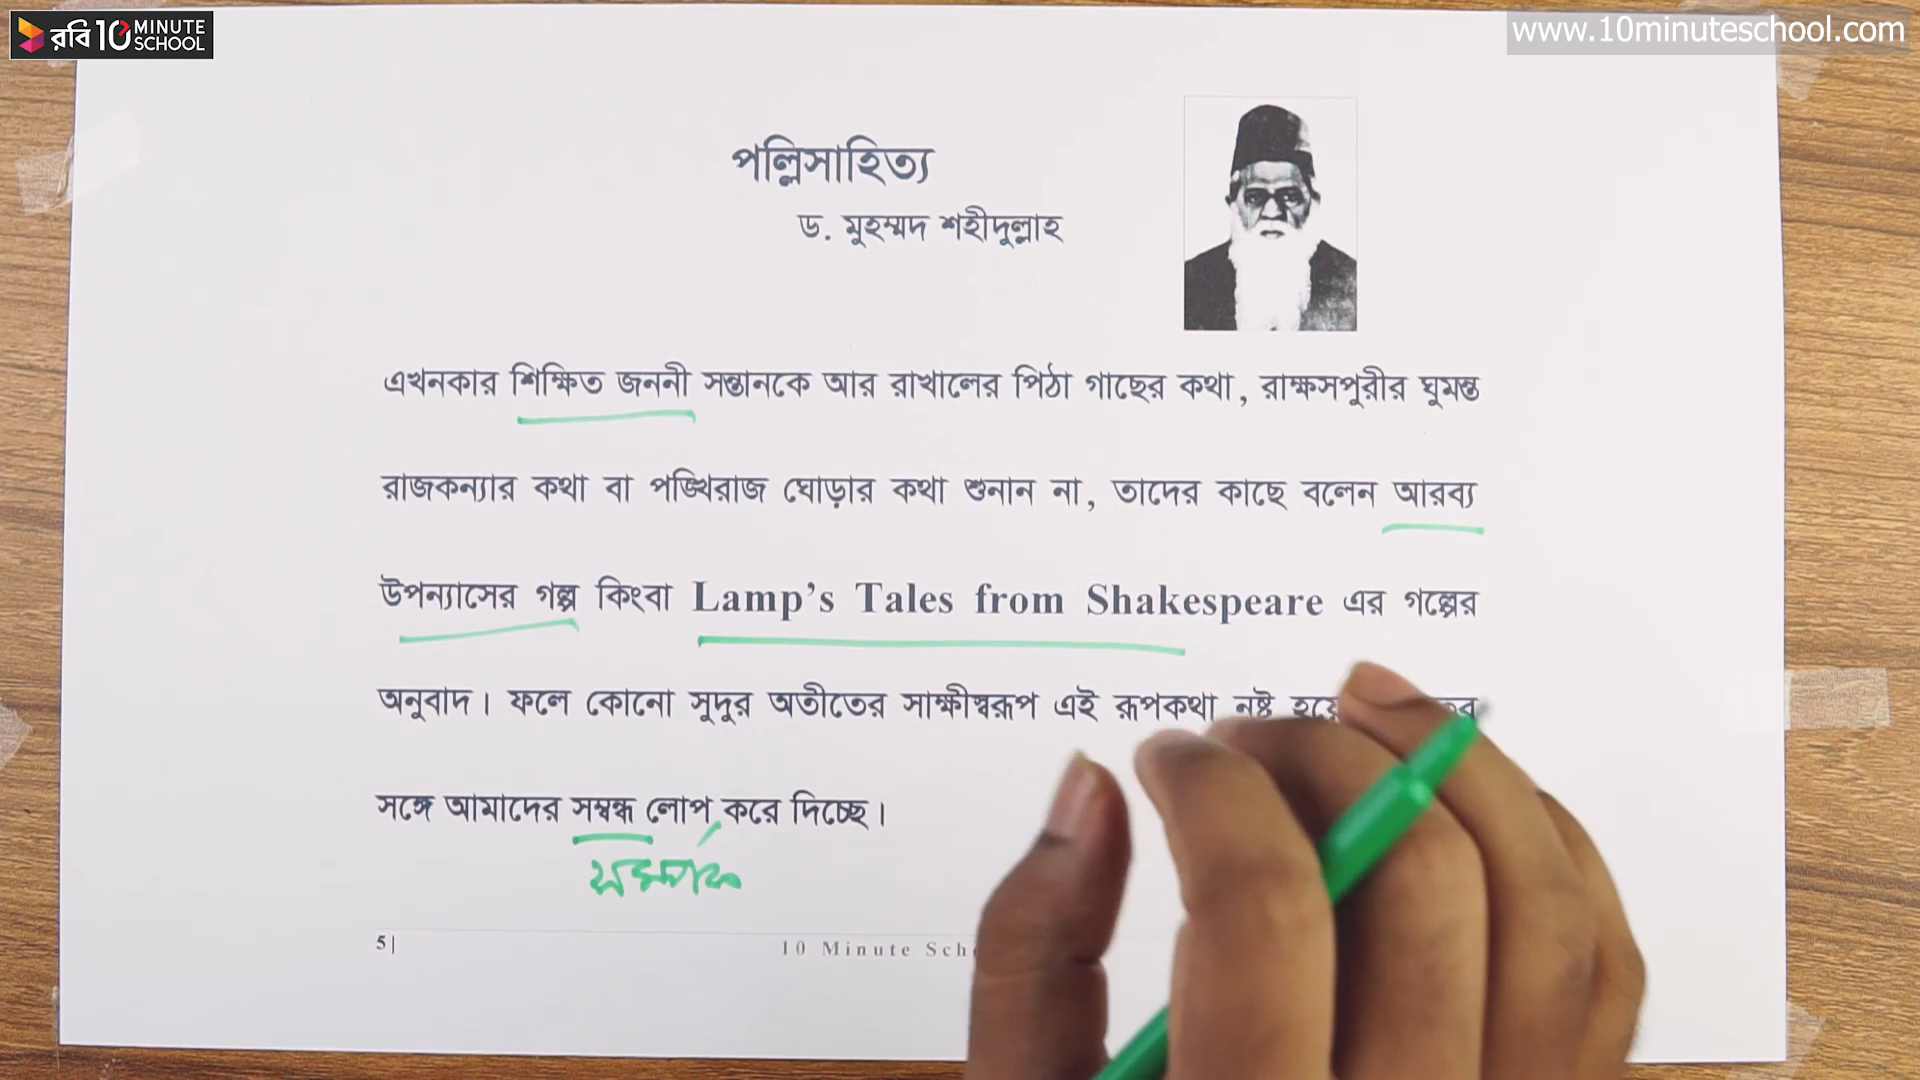 রবি 10 MINUTE SCHOOL
www.10minuteschool.com
পল্লিসাহিত্য
ড. মুহম্মদ শহীদুল্লাহ
এখনকার শিক্ষিত জননী সন্তানকে আর রাখালের পিঠা গাছের কথা, রাক্ষসপুরীর ঘুমন্ত
রাজকন্যার কথা বা পঙ্খিরাজ ঘোড়ার কথা শুনান না, তাদের কাছে বলেন আরব্য
উপন্যাসের গল্প কিংবা Lamp’s Tales from Shakespeare এর গল্পের
অনুবাদ। ফলে কোনো সুদুর অতীতের সাক্ষীস্বরূপ এই রূপকথা নষ্ট হয়ে
সঙ্গে আমাদের সম্বন্ধ লোপ করে দিচ্ছে।
সম্পর্ক
5|
10 Minute